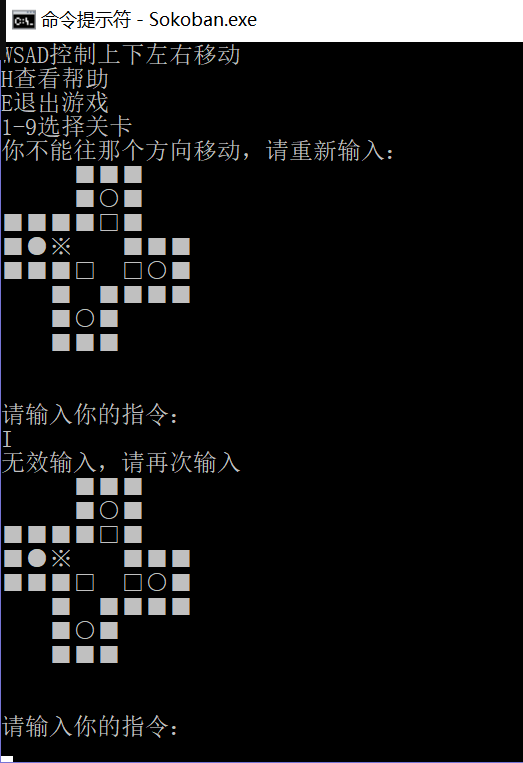 命令提示符 - Sokoban.exe
WSAD控制上下左右移动
H查看帮助
E退出游戏
1-9选择关卡
你不能往那个方向移动，请重新输入：
      ■■■
      ■○■
■■■■□■
■●※    ■■■
■■■□  □○■
    ■  ■■■■
    ■○■
    ■■■
请输入你的指令：
I
无效输入，请再次输入
      ■■■
      ■○■
■■■■□■
■●※    ■■■
■■■□  □○■
    ■  ■■■■
    ■○■
    ■■■
请输入你的指令：